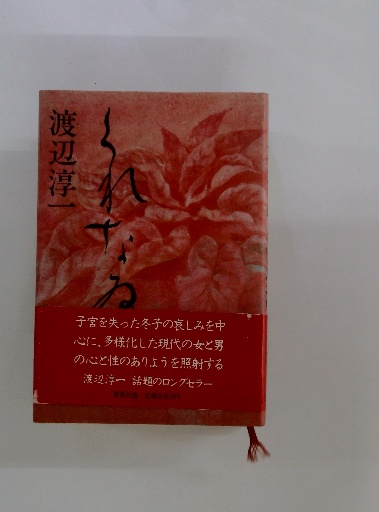 渡辺淳一
くれなゐ
子宮を失った冬子の哀しみを中
心に、多様化した現代の女と男
の心と性のありようを照射する
渡辺淳一 話題のロングセラー